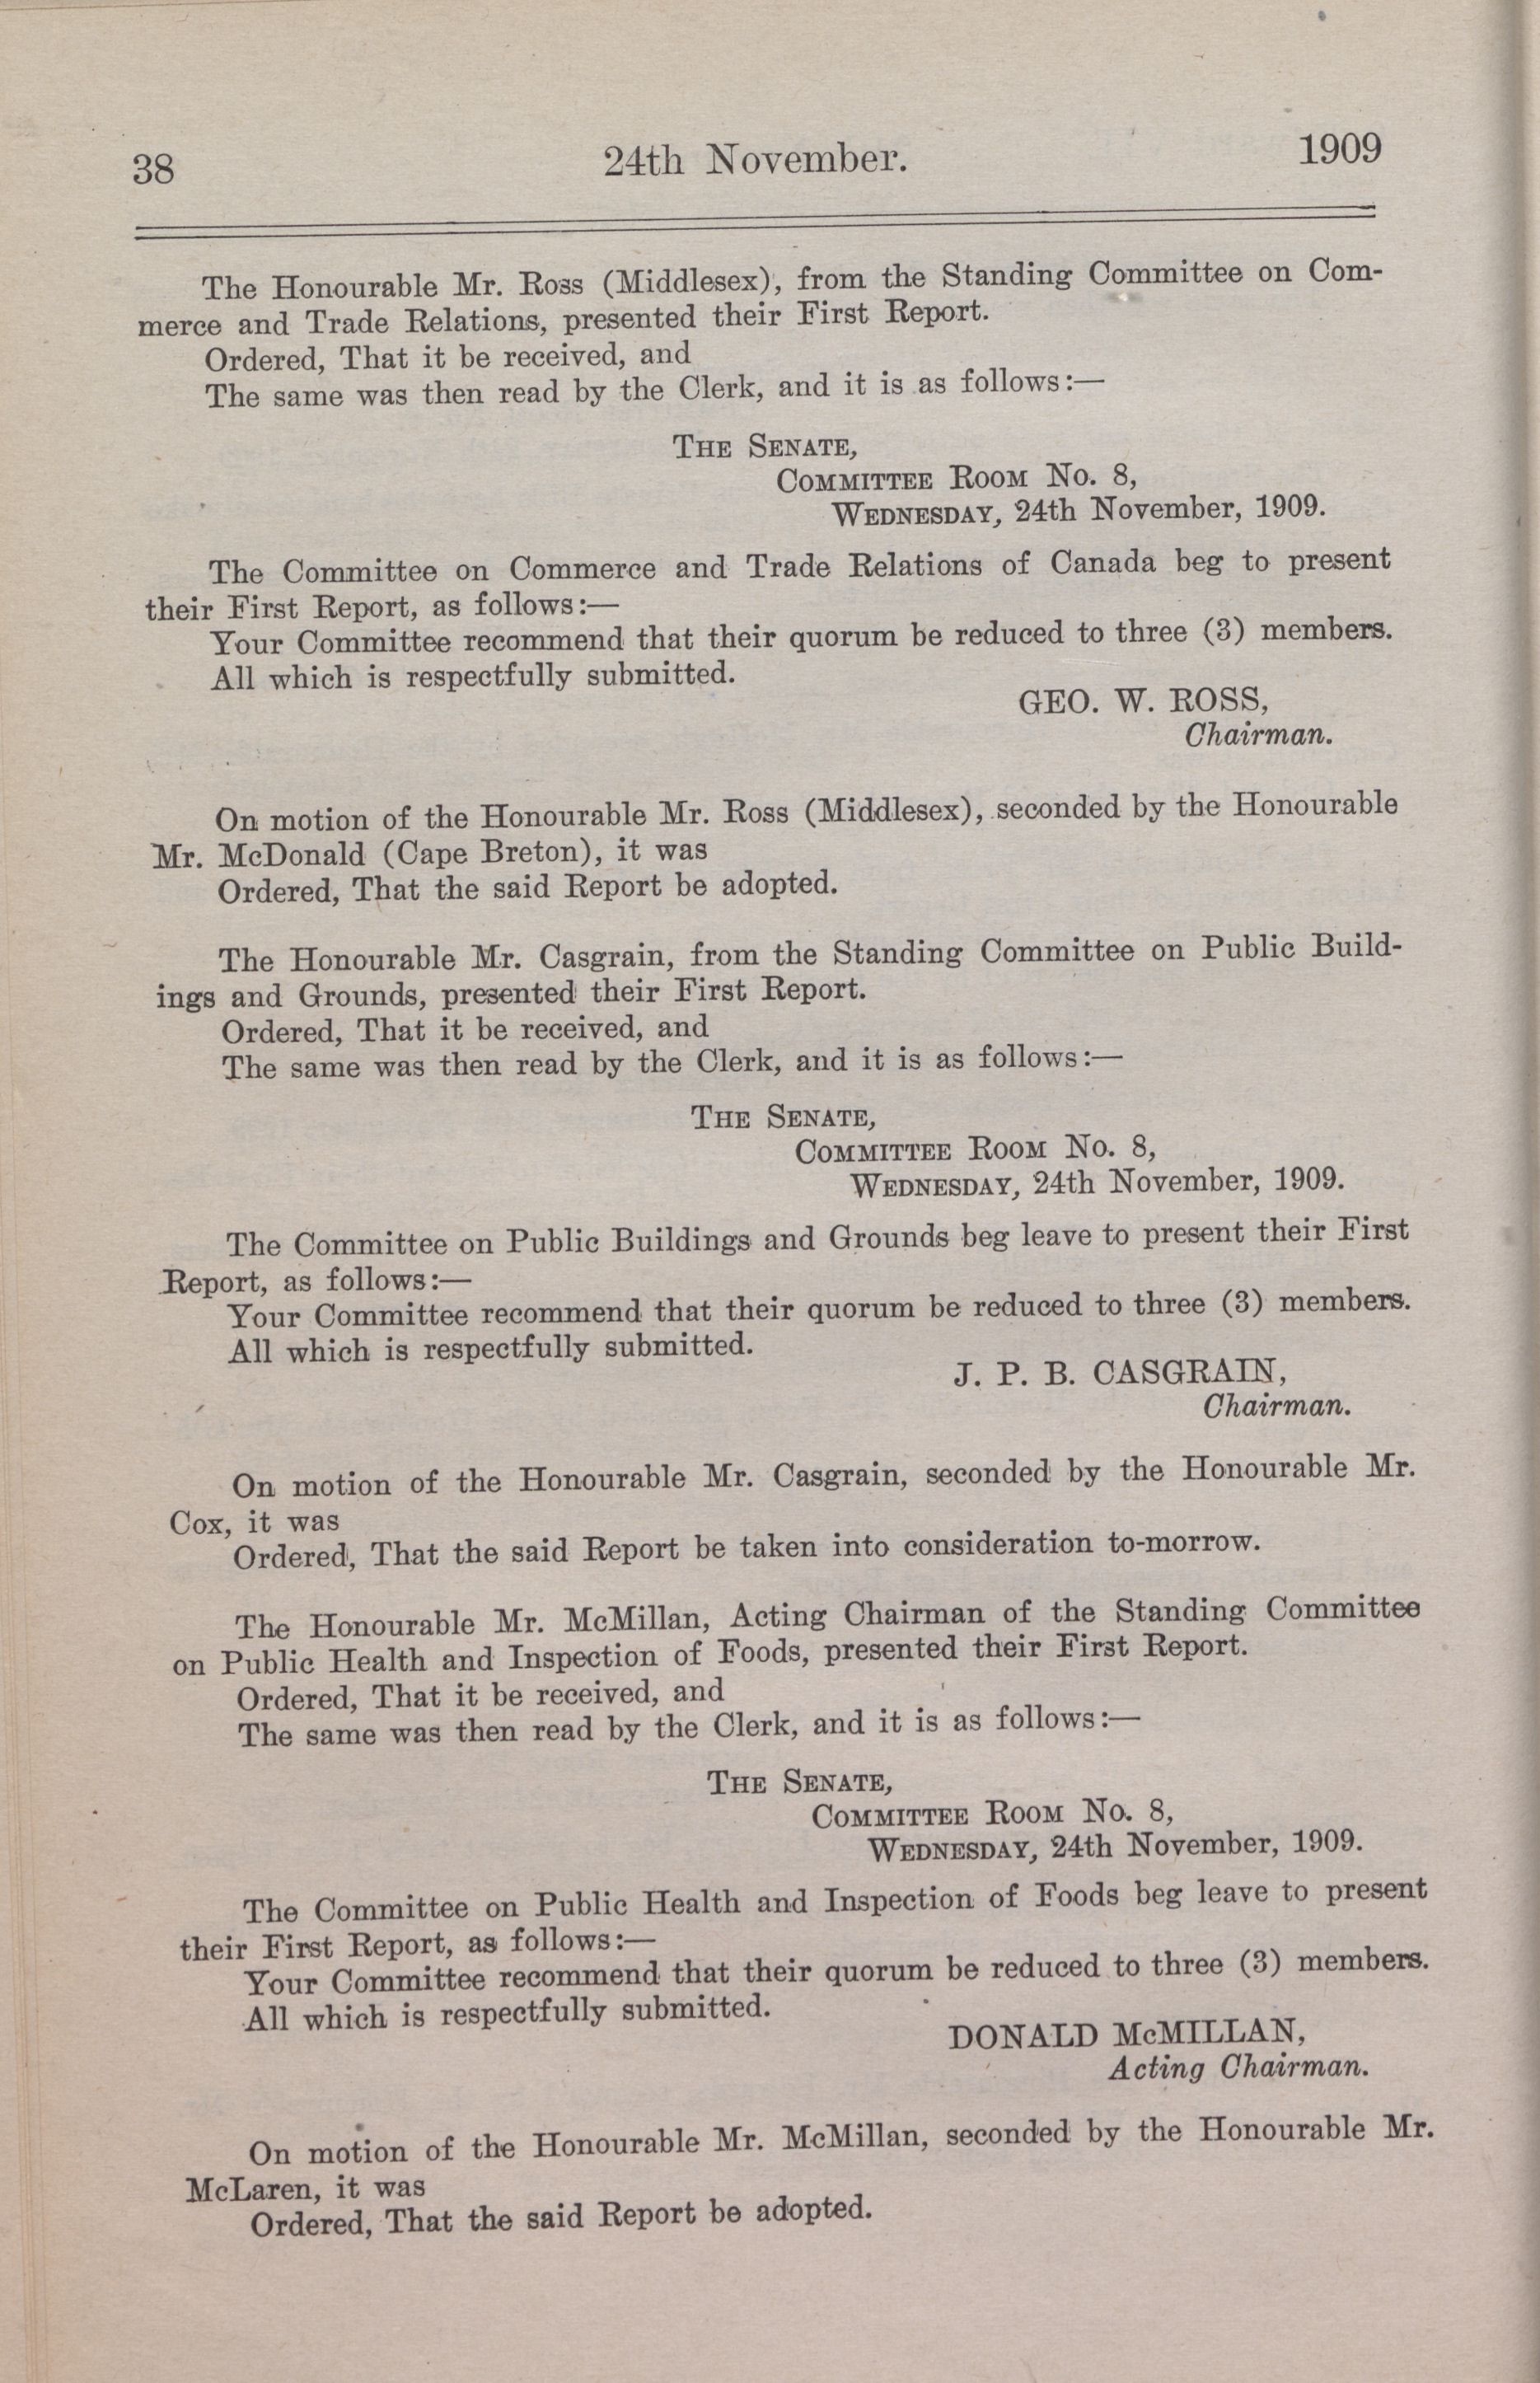 38 24th November. 1909
The Honourable Mr. Ross (Middlesex), from the Standing Committee on Com-
merce and Trade Relations, presented their First Report.
Ordered, That it be received, and
The same was then read by the Clerk, and it is as follows:—
THE SENATE,
COMMITTEE ROOM No. 8,
WEDNESDAY, 24th November, 1909.
The Committee on Commerce and Trade Relations of Canada beg to present
their First Report, as follows:—
Your Committee recommend that their quorum be reduced to three (3) members.
All which is respectfully submitted.
GEO. W. ROSS,
Chairman.
On motion of the Honourable Mr. Ross (Middlesex), seconded by the Honourable
Mr. McDonald (Cape Breton), it was
Ordered, That the said Report be adopted.
The Honourable Mr. Casgrain, from the Standing Committee on Public Build-
ings and Grounds, presented their First Report.
Ordered, That it be received, and
The same was then read by the Clerk, and it is as follows:—
THE SENATE,
COMMITTEE ROOM No. 8,
WEDNESDAY, 24th November, 1909.
The Committee on Public Buildings and Grounds beg leave to present their First
Report, as follows:—
Your Committee recommend that their quorum be reduced to three (3) members.
All which is respectfully submitted.
J. P. B. CASGRAIN,
Chairman.
On motion of the Honourable Mr. Casgrain, seconded by the Honourable Mr.
Cox, it was
Ordered, That the said Report be taken into consideration to-morrow.
The Honourable Mr. McMillan, Acting Chairman of the Standing Committee
on Public Health and Inspection of Foods, presented their First Report.
Ordered, That it be received, and
The same was then read by the Clerk, and it is as follows:—
THE SENATE,
COMMITTEE ROOM No. 8,
WEDNESDAY, 24th November, 1909.
The Committee on Public Health and Inspection of Foods beg leave to present
their First Report, as follows:—
Your Committee recommend that their quorum be reduced to three (3) members.
All which is respectfully submitted.
DONALD McMILLAN,
Acting Chairman.
On motion of the Honourable Mr. McMillan, seconded by the Honourable Mr.
McLaren, it was
Ordered, That the said Report be adopted.